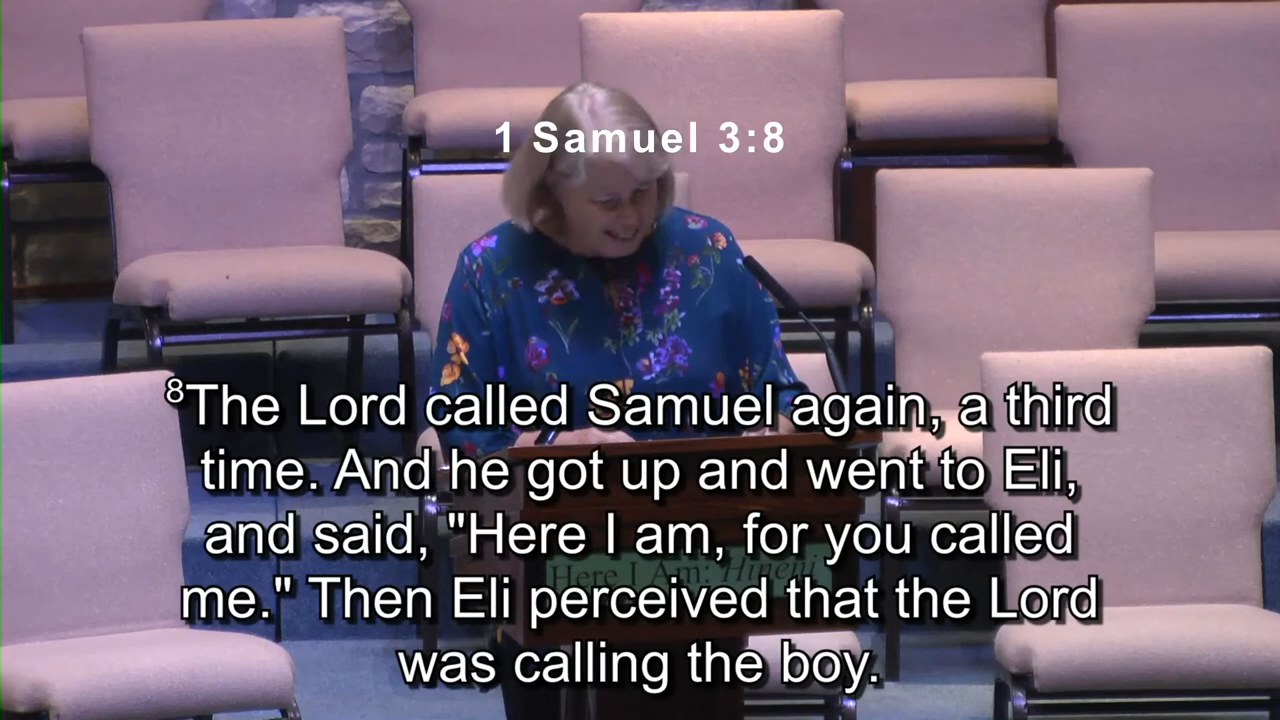 1 Samuel 3:8
8The Lord called Samuel again, a third
time. And he got up and went to Eli,
and said, "Here I am, for you called
me." Then Eli perceived that the Lord
was calling the boy.
Here I Am: Hineni